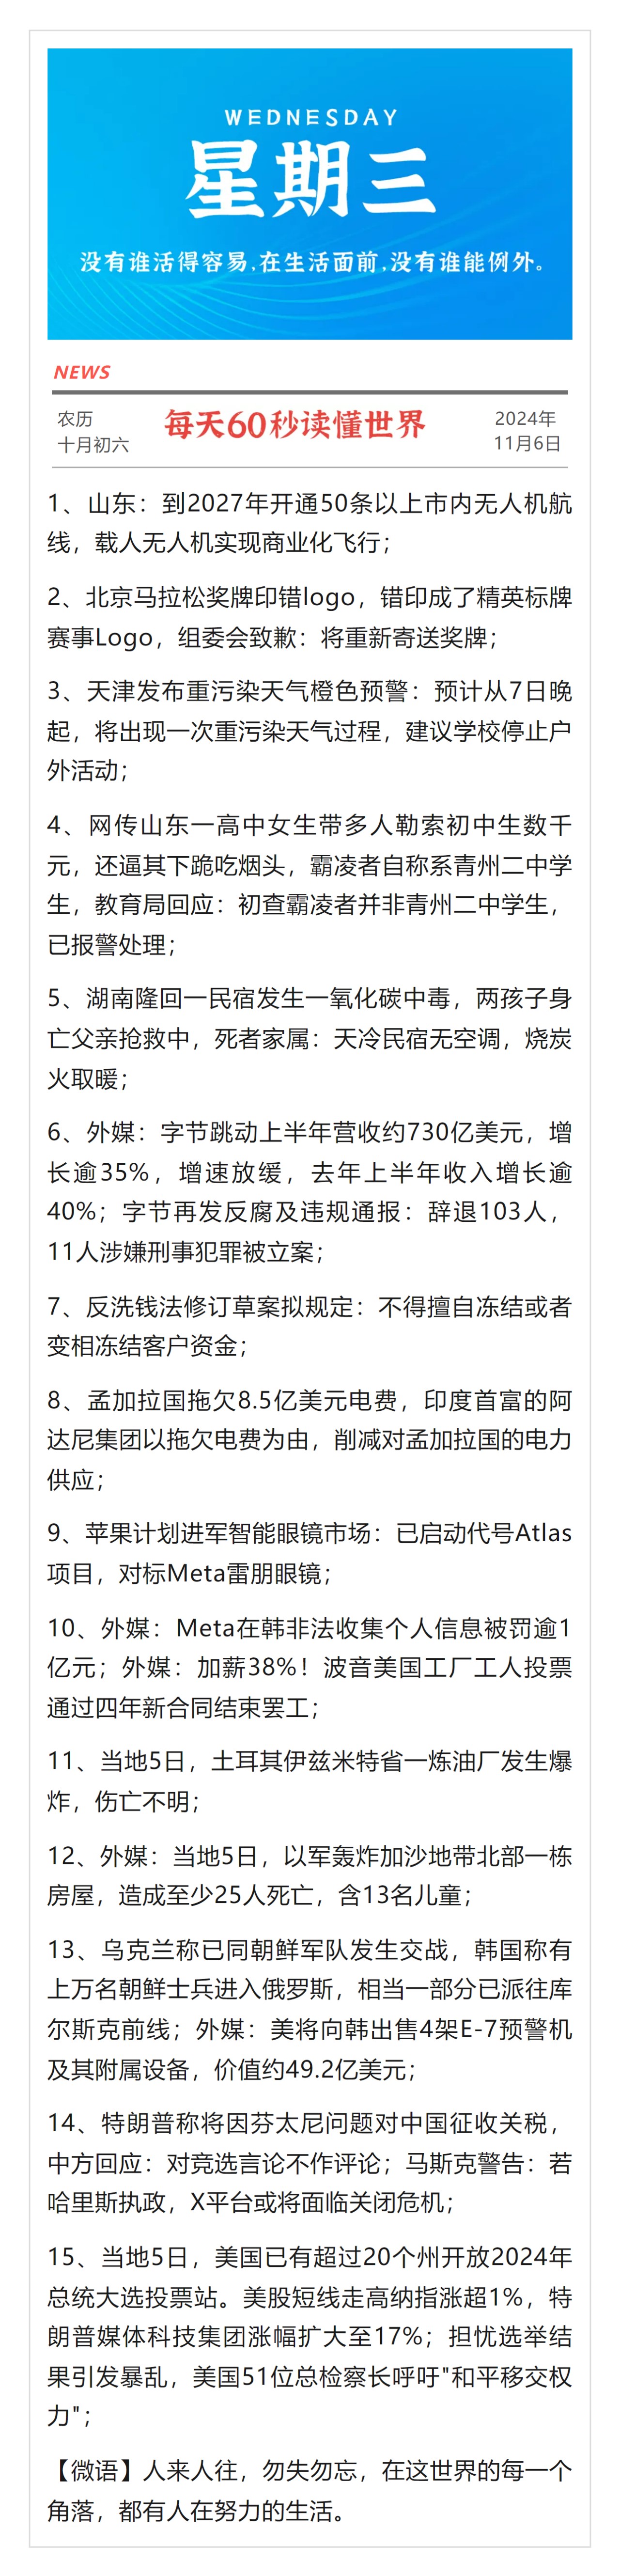 WEDNESDAY
星期三
没有谁活得容易,在生活面前,没有谁能例外。
NEWS
农历
十月初六
每天60秒读懂世界
2024年
11月6日
1、山东：到2027年开通50条以上市内无人机航
线，载人无人机实现商业化飞行；
2、北京马拉松奖牌印错logo，错印成了精英标牌
赛事Logo，组委会致歉：将重新寄送奖牌；
3、天津发布重污染天气橙色预警：预计从7日晚
起，将出现一次重污染天气过程，建议学校停止户
外活动；
4、网传山东一高中女生带多人勒索初中生数千
元，还逼其下跪吃烟头，霸凌者自称系青州二中学
生，教育局回应：初查霸凌者并非青州二中学生，
已报警处理；
5、湖南隆回一民宿发生一氧化碳中毒，两孩子身
亡父亲抢救中，死者家属：天冷民宿无空调，烧炭
火取暖；
6、外媒：字节跳动上半年营收约730亿美元，增
长逾35%，增速放缓，去年上半年收入增长逾
40%；字节再发反腐及违规通报：辞退103人，
11人涉嫌刑事犯罪被立案；
7、反洗钱法修订草案拟规定：不得擅自冻结或者
变相冻结客户资金；
8、孟加拉国拖欠8.5亿美元电费，印度首富的阿
达尼集团以拖欠电费为由，削减对孟加拉国的电力
供应；
9、苹果计划进军智能眼镜市场：已启动代号Atlas
项目，对标Meta雷朋眼镜；
10、外媒：Meta在韩非法收集个人信息被罚逾1
亿元；外媒：加薪38%！波音美国工厂工人投票
通过四年新合同结束罢工；
11、当地5日，土耳其伊兹米特省一炼油厂发生爆
炸，伤亡不明；
12、外媒：当地5日，以军轰炸加沙地带北部一栋
房屋，造成至少25人死亡，含13名儿童；
13、乌克兰称已同朝鲜军队发生交战，韩国称有
上万名朝鲜士兵进入俄罗斯，相当一部分已派往库
尔斯克前线；外媒：美将向韩出售4架E-7预警机
及其附属设备，价值约49.2亿美元；
14、特朗普称将因芬太尼问题对中国征收关税，
中方回应：对竞选言论不作评论；马斯克警告：若
哈里斯执政，X平台或将面临关闭危机；
15、当地5日，美国已有超过20个州开放2024年
总统大选投票站。美股短线走高纳指涨超1%，特
朗普媒体科技集团涨幅扩大至17%；担忧选举结
果引发暴乱，美国51位总检察长呼吁"和平移交权
力"；
【微语】人来人往，勿失勿忘，在这世界的每一个
角落，都有人在努力的生活。